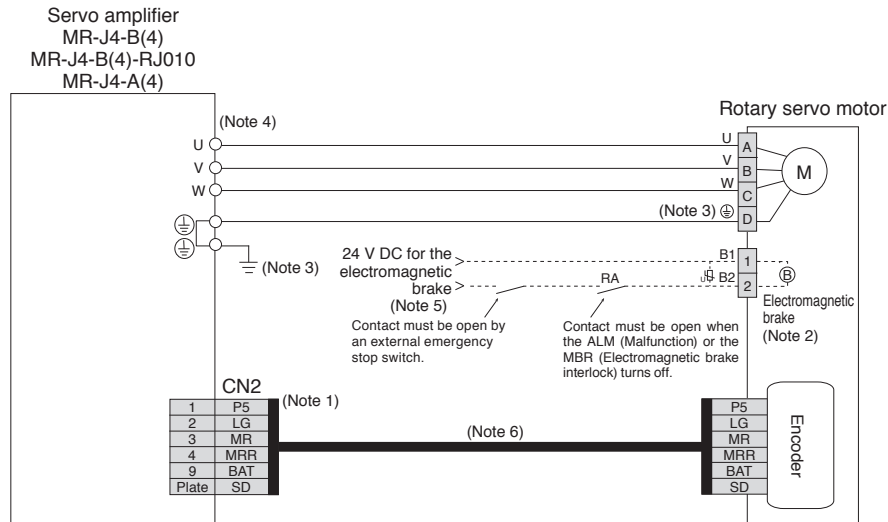 Servo amplifier
MR-J4-B(4)
MR-J4-B(4)-RJ010
MR-J4-A(4)
Rotary servo motor
(Note 4)
U
V
W
U
V
W
A
B
C
D
M
(Note 3)
(Note 3)
24 V DC for the
electromagnetic
brake
(Note 5)
RA
B1
B2
1
2
U
B
Electromagnetic
brake
(Note 2)
Contact must be open by
an external emergency
stop switch.
Contact must be open when
the ALM (Malfunction) or the
MBR (Electromagnetic brake
interlock) turns off.
CN2
(Note 1)
1 P5
2 LG
3 MR
4 MRR
9 BAT
Plate SD
(Note 6)
P5
LG
MR
MRR
BAT
SD
Encoder